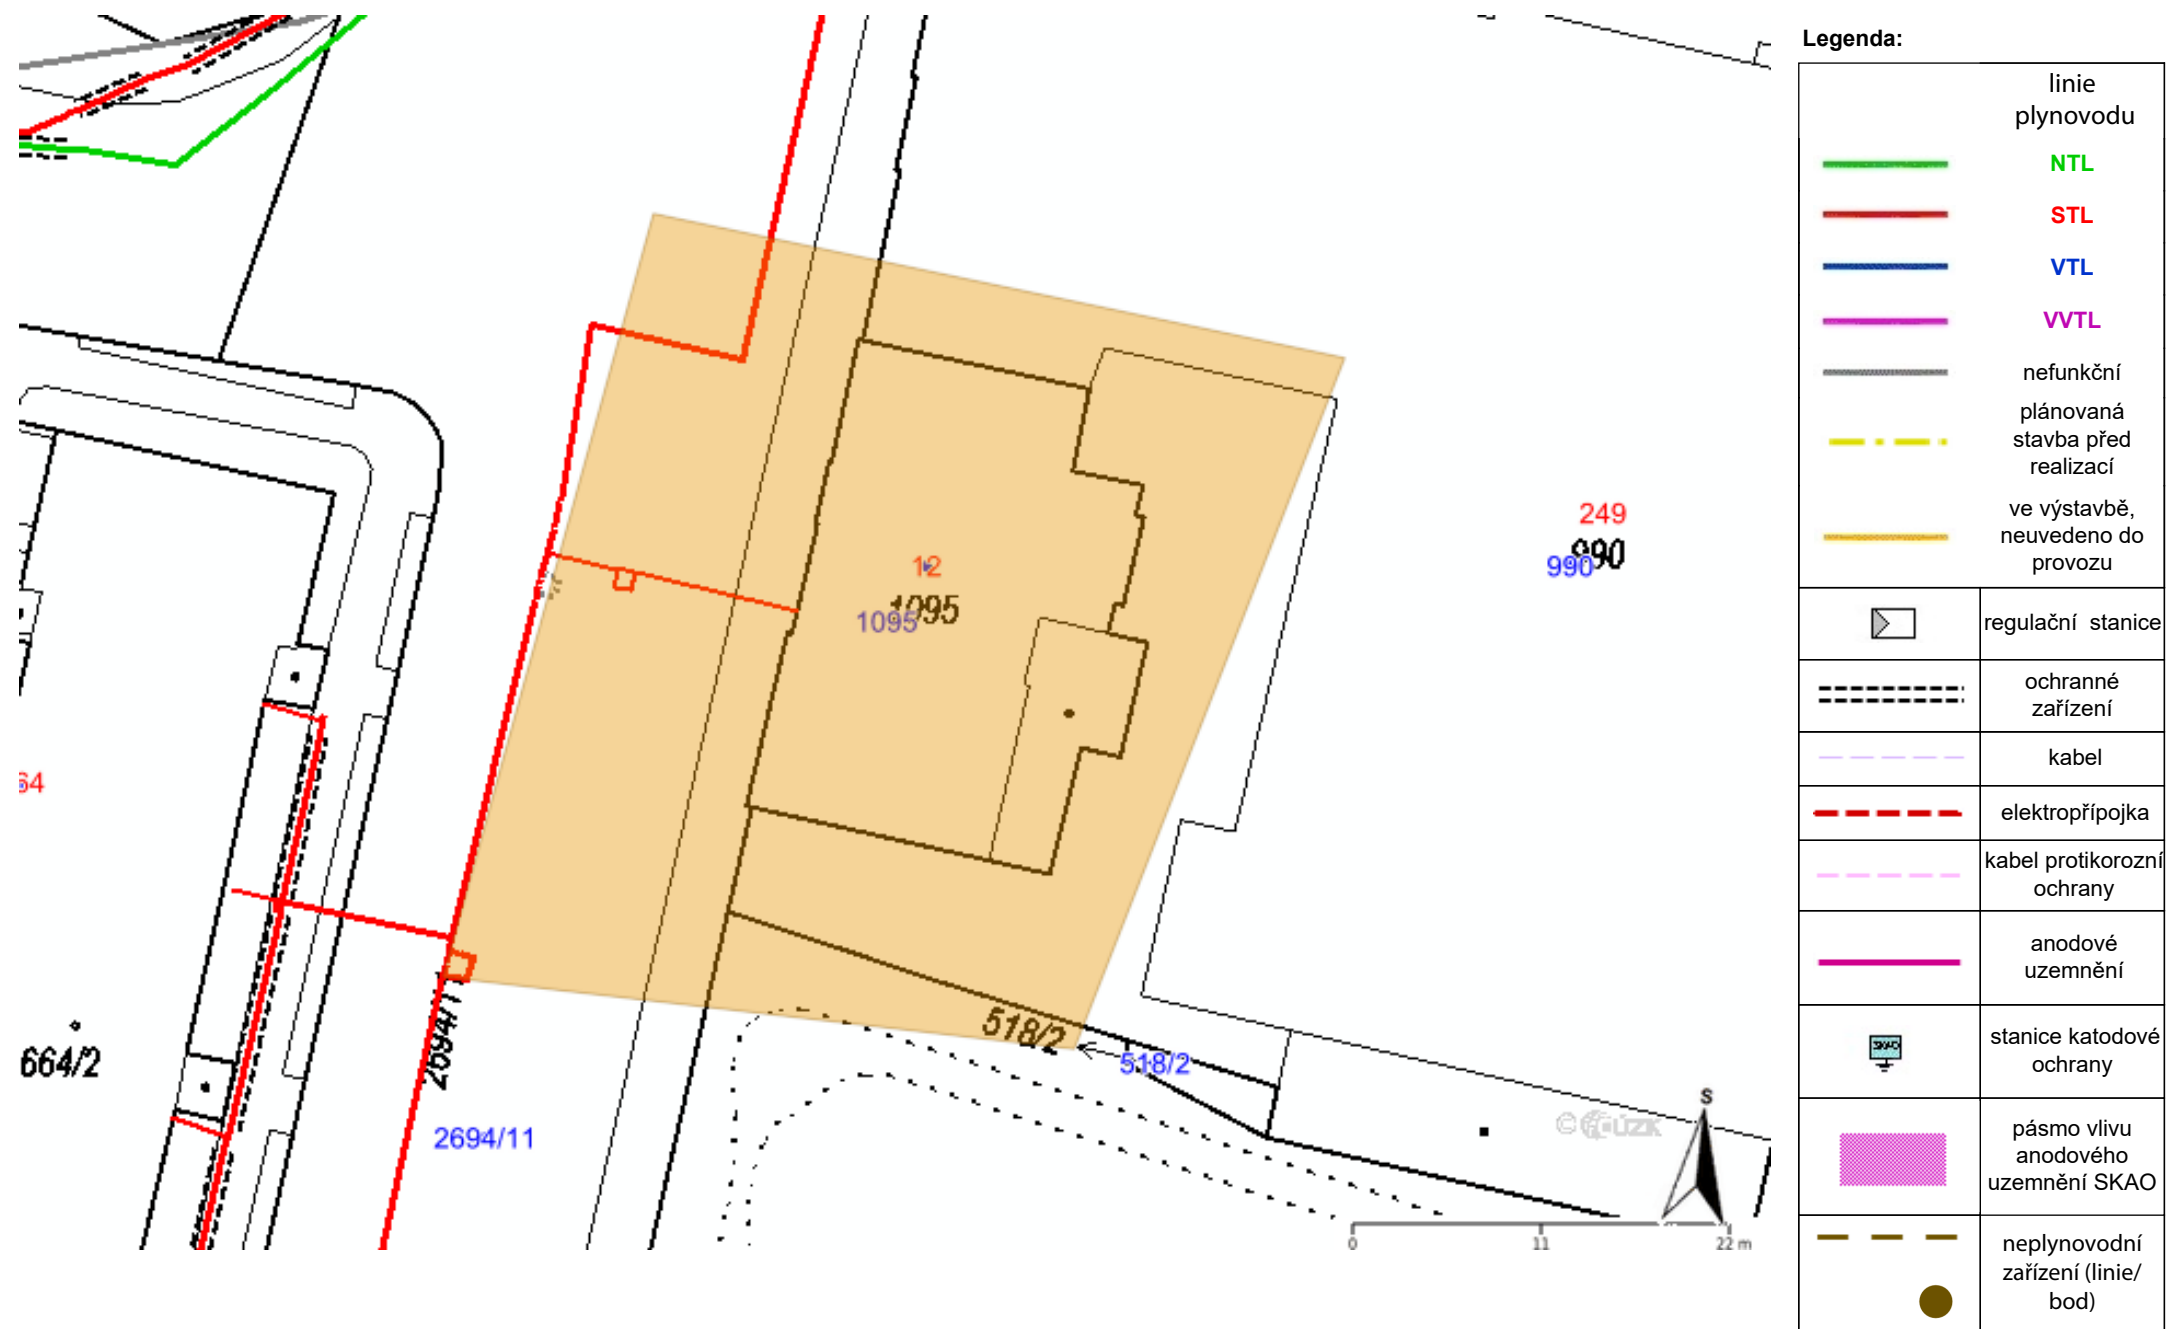 Legenda:
linie
plynovodu
NTL
STL
VTL
VVTL
nefunkční
plánovaná
stavba před
realizací
ve výstavbě,
neuvedeno do
provozu
regulační stanice
ochranné
zařízení
kabel
elektropřípojka
kabel protikorozní
ochrany
anodové
uzemnění
SKAO
stanice katodové
ochrany
pásmo vlivu
anodového
uzemnění SKAO
neplynovodní
zařízení (linie/
bod)
249
990
990
12
1095
1095
64
664/2
2694/11
2694/11
518/2
518/2
© ČÚZK
S
0 11 22 m